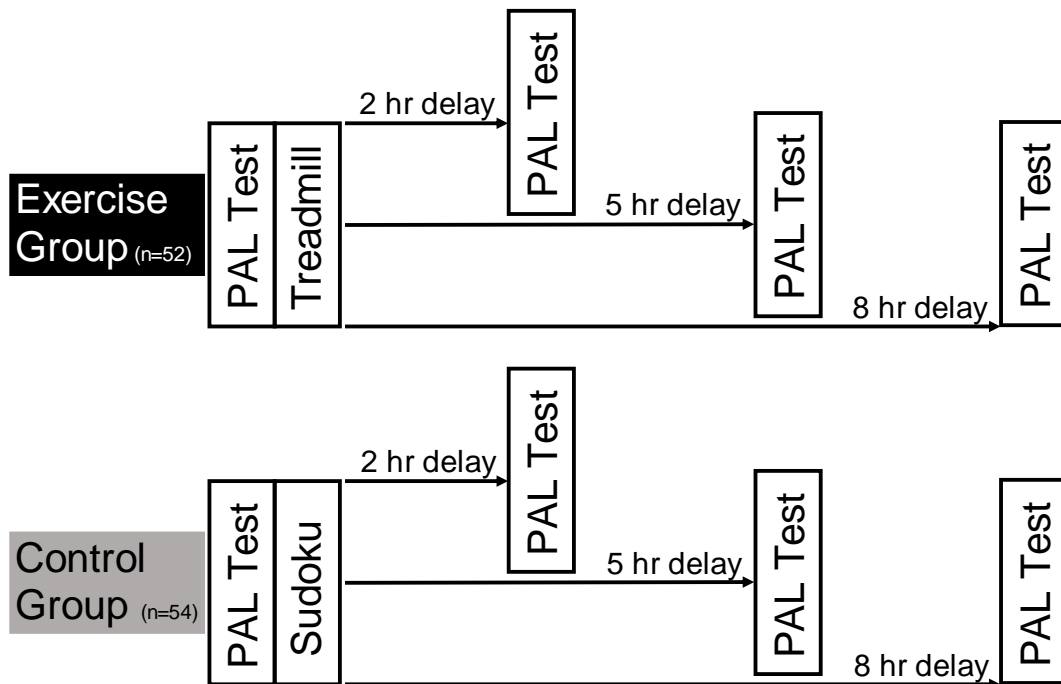 Exercise
Group (n=52)
PAL Test
Treadmill
2 hr delay
PAL Test
5 hr delay
PAL Test
8 hr delay
PAL Test
Control
Group (n=54)
PAL Test
Sudoku
2 hr delay
PAL Test
5 hr delay
PAL Test
8 hr delay
PAL Test